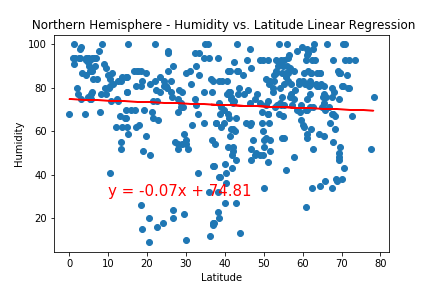 Northern Hemisphere - Humidity vs. Latitude Linear Regression
100
80
60
40
20
Humidity
y = -0.07x + 74.81
0 10 20 30 40 50 60 70 80
Latitude